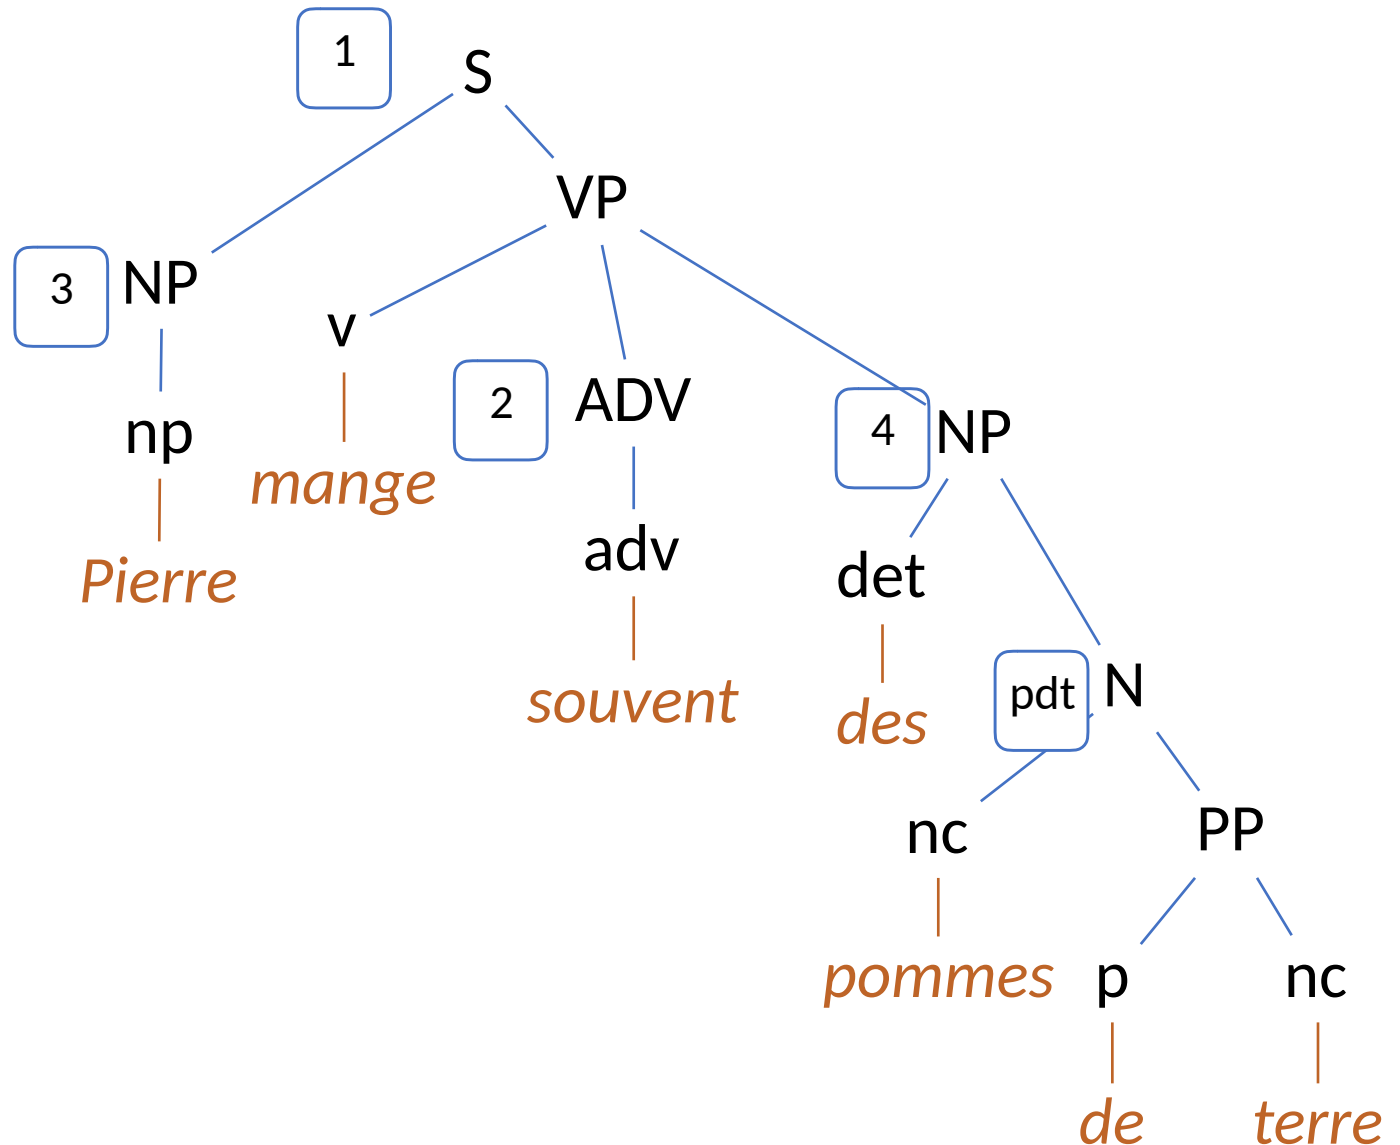 1
S
VP
3 NP
v
2 ADV
4 NP
np
mange
adv
det
Pierre
souvent
des
pdt N
nc
PP
pommes
p
nc
de
terre